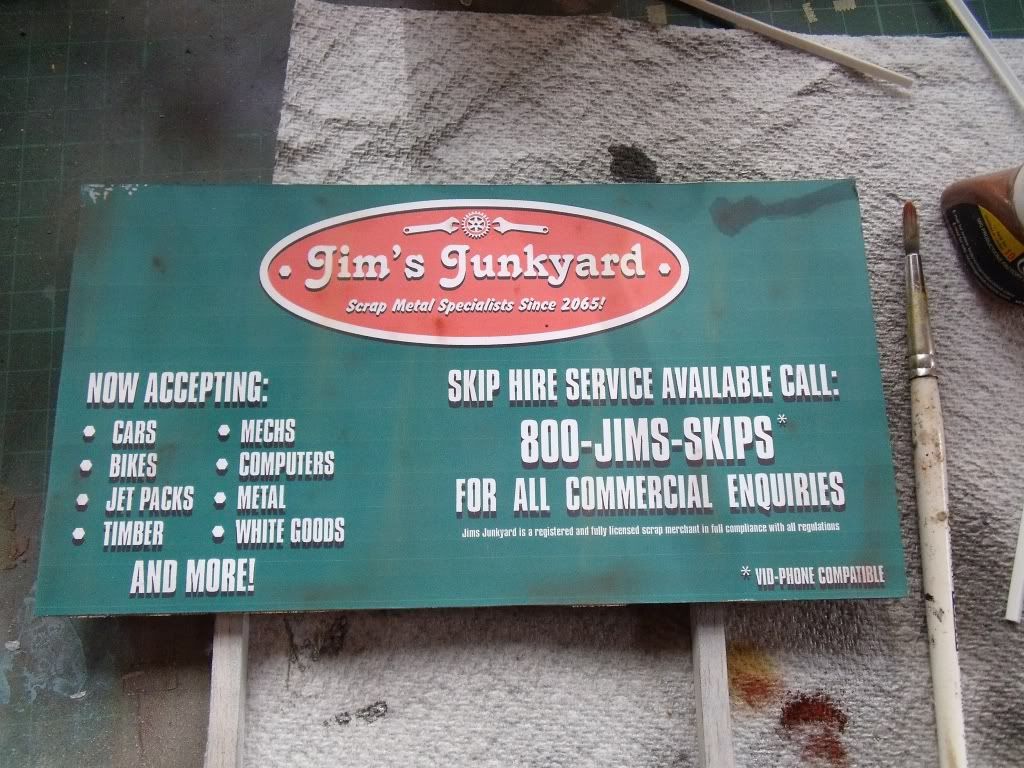 Jim's Junkyard
Scrap Metal Specialists Since 2065!
NOW ACCEPTING:
CARS
BIKES
JET PACKS
TIMBER
MECHS
COMPUTERS
METAL
WHITE GOODS
AND MORE!
SKIP HIRE SERVICE AVAILABLE CALL:
800-JIMS-SKIPS*
FOR ALL COMMERCIAL ENQUIRIES
Jims Junkyard is a registered and fully licensed scrap merchant in full compliance with all regulations
* VID-PHONE COMPATIBLE